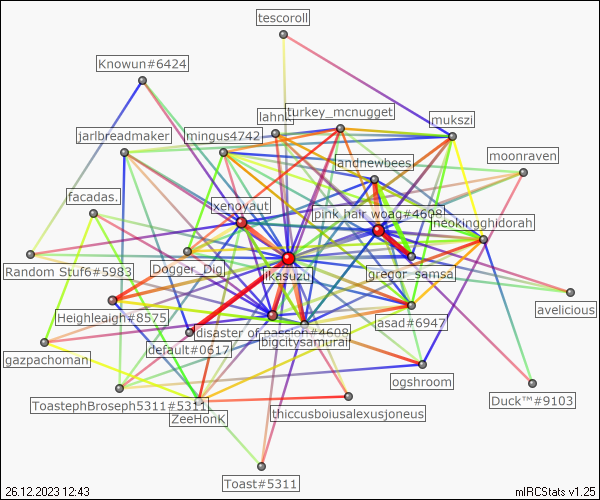 tescoroll
Knowun#6424
turkey_mcnugget
mukszi
jarlbreadmaker
mingus4742
moonraven
andnewbees
facadas.
xenoyaut
pink hair woag#4608
neokingghidorah
Random Stuf6#5983
Dogger_Dig
ikasuzu
gregor_samsa
avelicious
Heighleaigh#8575
disaster of passion#4608
asad#6947
default#0617
bigcitysamurai
gazpachoman
ogshroom
ToastephBroseph5311#5311
ZeeHonk
thiccusboiusalexusjoneus
Duck™#9103
Toast#5311
26.12.2023 12:43
mIRCStats v1.25